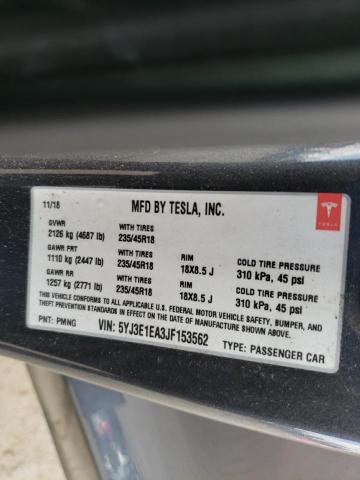 11/18 MFD BY TESLA, INC.
GVWR WITH TIRES
2126 kg (4687 lb) 235/45R18
GAWR FRT WITH TIRES RIM COLD TIRE PRESSURE
1110 kg (2447 lb) 235/45R18 18X8.5 J 310 kPa, 45 psi
GAWR RR WITH TIRES RIM COLD TIRE PRESSURE
1257 kg (2771 lb) 235/45R18 18X8.5 J 310 kPa, 45 psi
THIS VEHICLE CONFORMS TO ALL APPLICABLE U.S. FEDERAL MOTOR VEHICLE SAFETY, BUMPER, AND
THEFT PREVENTION STANDARDS IN EFFECT ON THE DATE OF MANUFACTURE SHOWN ABOVE.
PNT: PMNG VIN: 5YJ3E1EA3JF153562 TYPE: PASSENGER CAR
TESLA